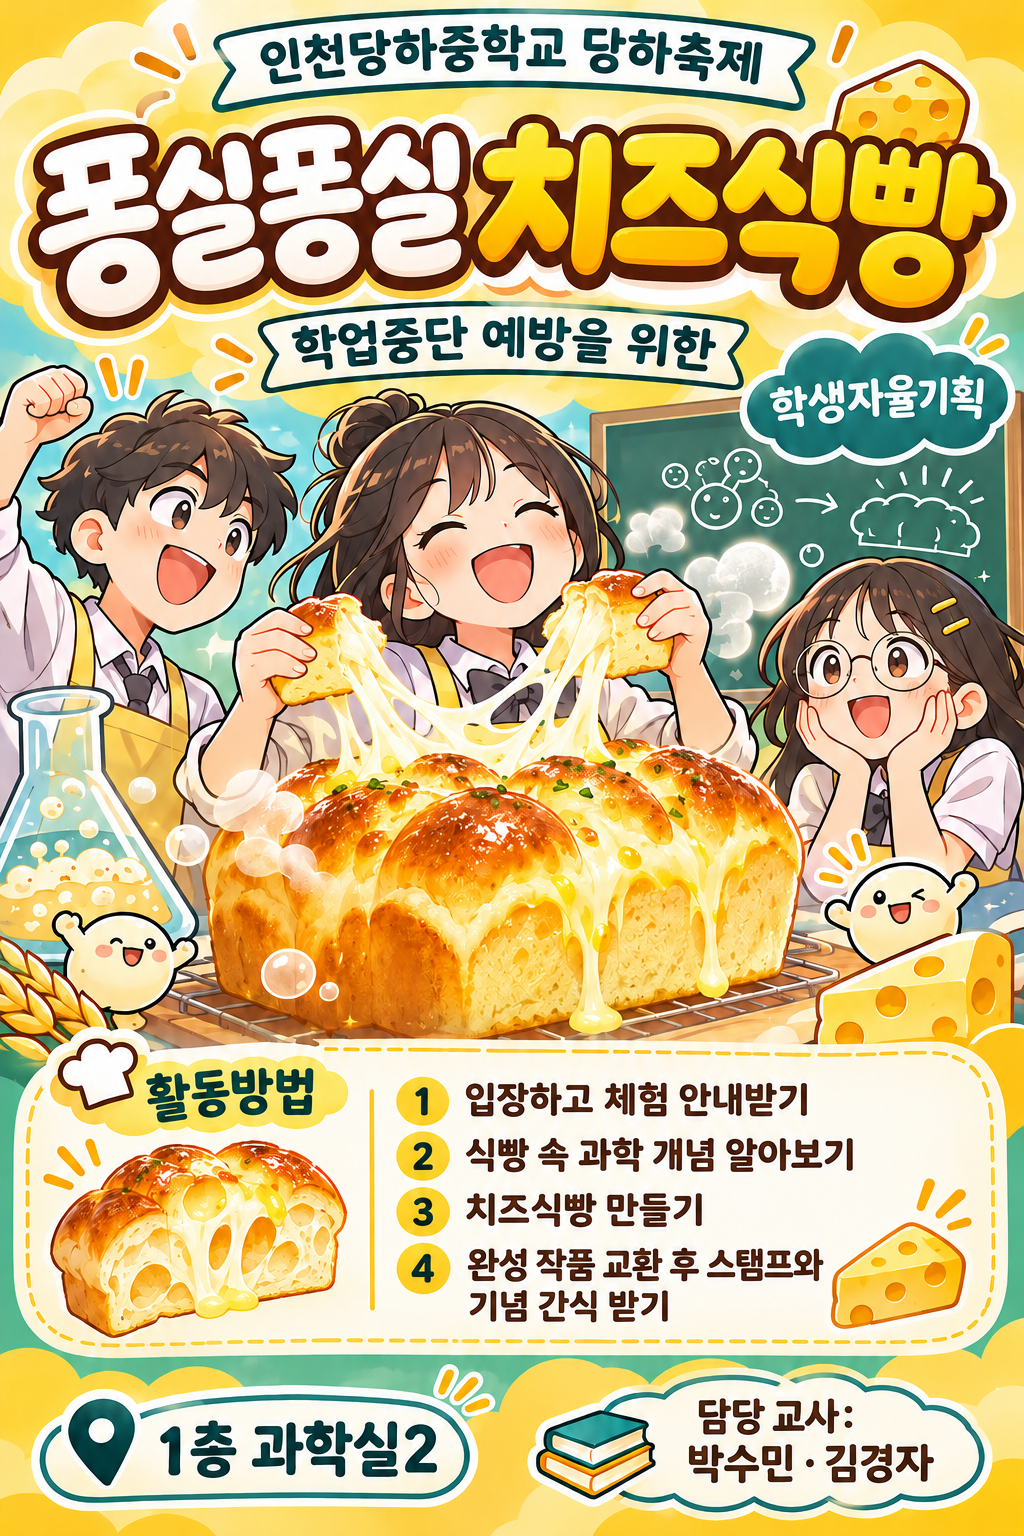 인천당하중학교 당하축제
퐁실퐁실 치즈식빵
학업중단 예방을 위한
학생자율기획
활동방법
1 입장하고 체험 안내받기
2 식빵 속 과학 개념 알아보기
3 치즈식빵 만들기
4 완성 작품 교환 후 스탬프와
기념 간식 받기
1층 과학실2
담당 교사:
박수민·김경자